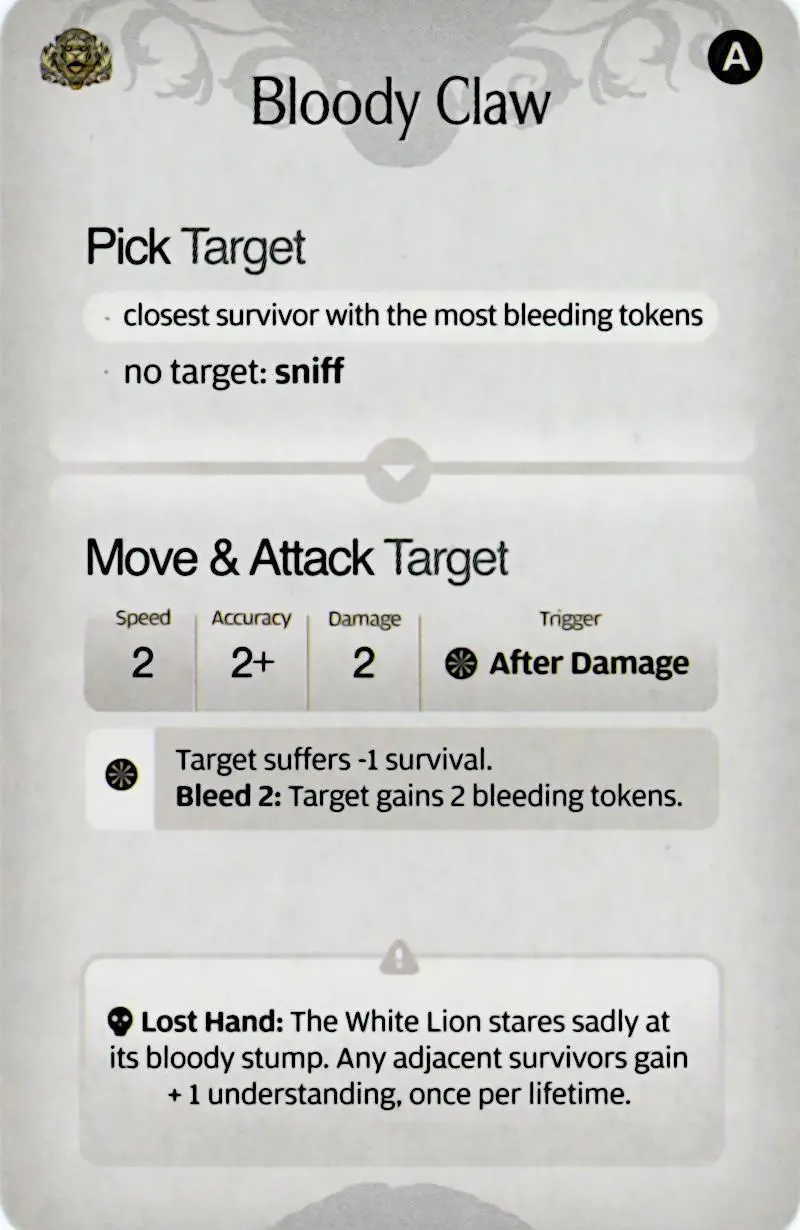 A
Bloody Claw
Pick Target
· closest survivor with the most bleeding tokens
· no target: sniff
Move & Attack Target
Speed Accuracy Damage Trigger
2 2+ 2 After Damage
Target suffers -1 survival.
Bleed 2: Target gains 2 bleeding tokens.
Lost Hand: The White Lion stares sadly at
its bloody stump. Any adjacent survivors gain
+ 1 understanding, once per lifetime.